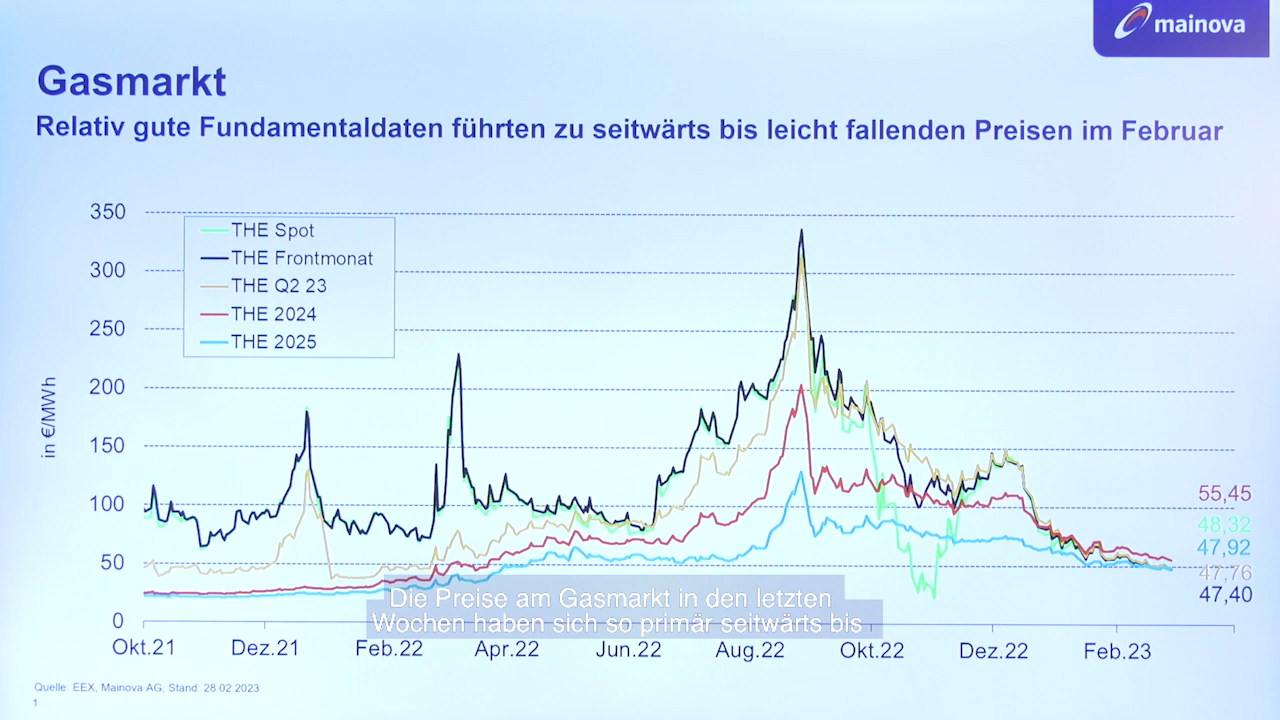 mainova
Gasmarkt
Relativ gute Fundamentaldaten führten zu seitwärts bis leicht fallenden Preisen im Februar
in €/MWh
350
300
250
200
150
100
50
0
THE Spot
THE Frontmonat
THE Q2 23
THE 2024
THE 2025
55,45
48,32
47,92
47,76
47,40
Die Preise am Gasmarkt in den letzten
Wochen haben sich so primär seitwärts bis
Okt.21 Dez.21 Feb.22 Apr.22 Jun.22 Aug.22 Okt.22 Dez.22 Feb.23
Quelle: EEX, Mainova AG, Stand: 28.02.2023
1